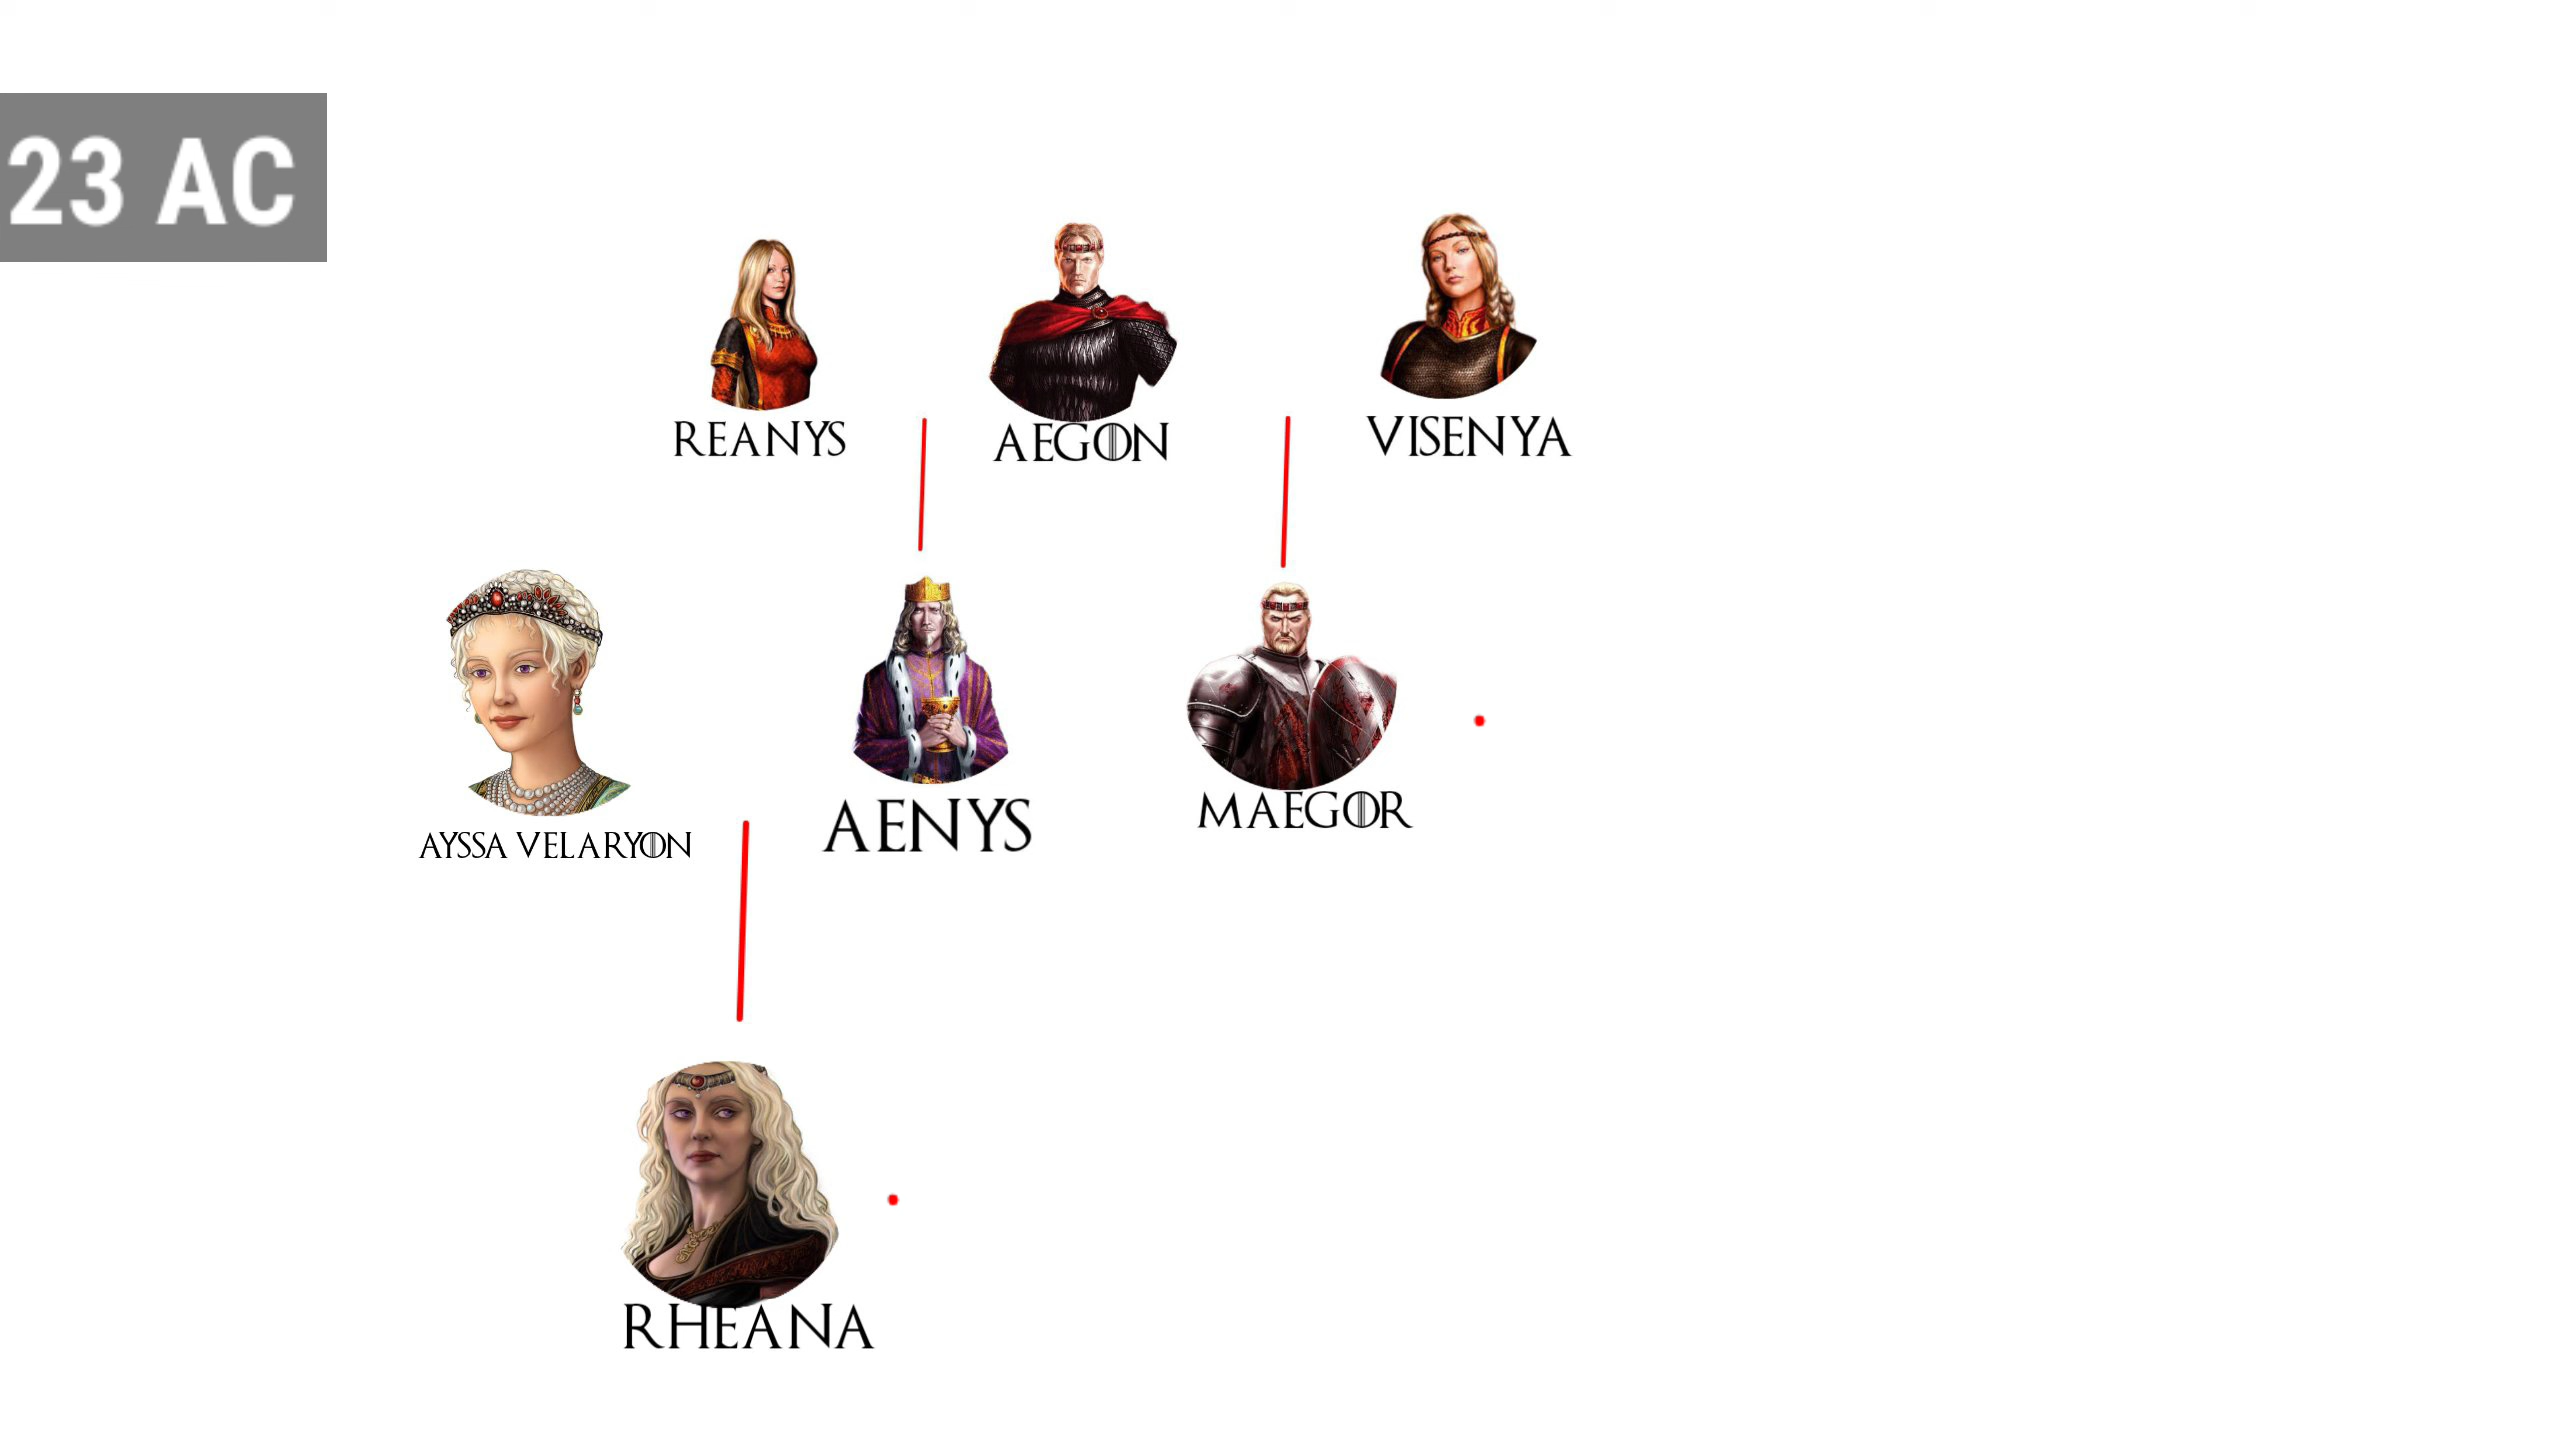 23 AC
REANYS
AEGON
VISENYA
AYSSA VELARYON
AENYS
MAEGOR
RHEANA